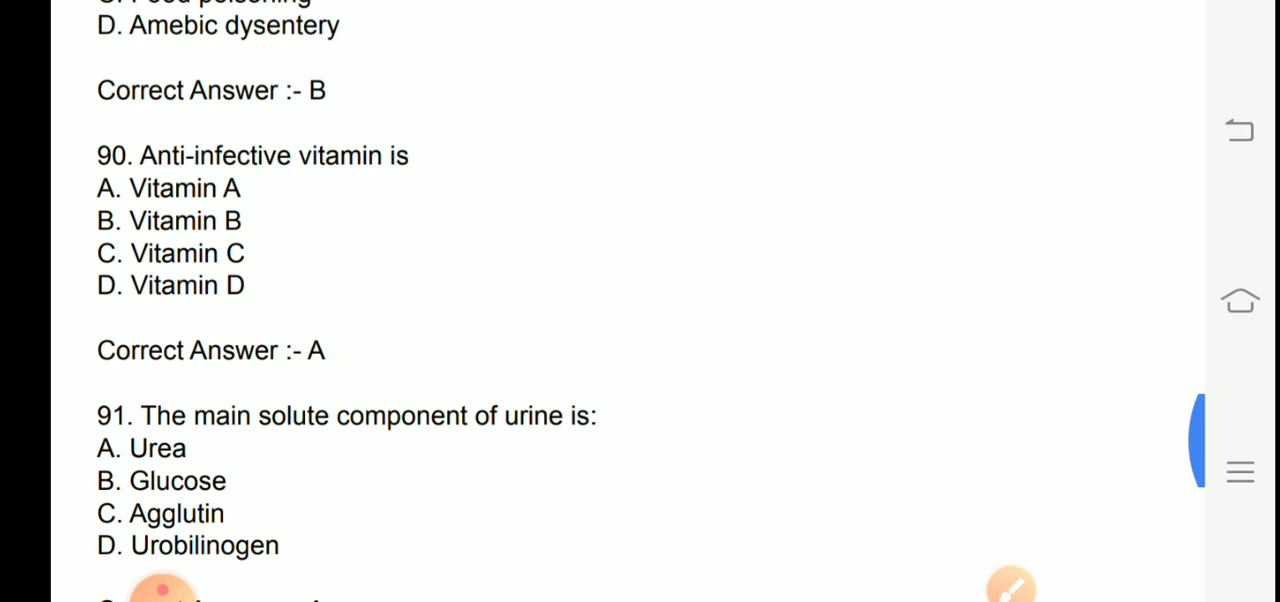 D. Amebic dysentery
Correct Answer :- B
90. Anti-infective vitamin is
A. Vitamin A
B. Vitamin B
C. Vitamin C
D. Vitamin D
Correct Answer :- A
91. The main solute component of urine is:
A. Urea
B. Glucose
C. Agglutin
D. Urobilinogen